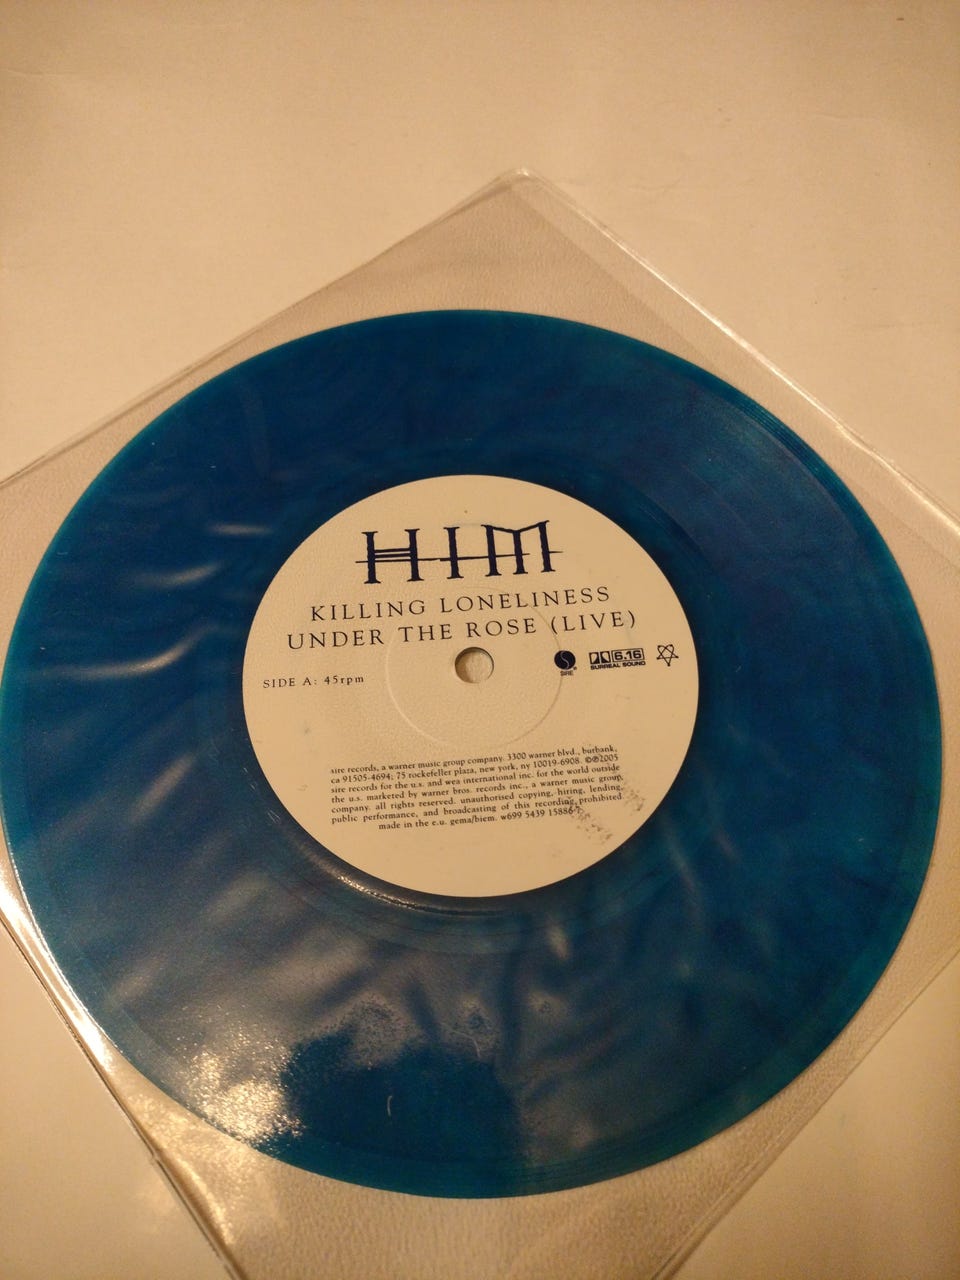 HIM
KILLING LONELINESS
UNDER THE ROSE (LIVE)
SIDE A: 45rpm
SIRE
6.16
SURREAL SOUND
sire records, a warner music group company. 3300 warner blvd., burbank,
ca 91505-4694; 75 rockefeller plaza, new york, ny 10019-6908. ©℗2005
sire records for the u.s. and wea international inc. for the world outside
the u.s. marketed by warner bros. records inc., a warner music group,
company. all rights reserved. unauthorised copying, hiring, lending,
public performance, and broadcasting of this recording prohibited
made in the e.u. gema/biem. w699 5439 15886